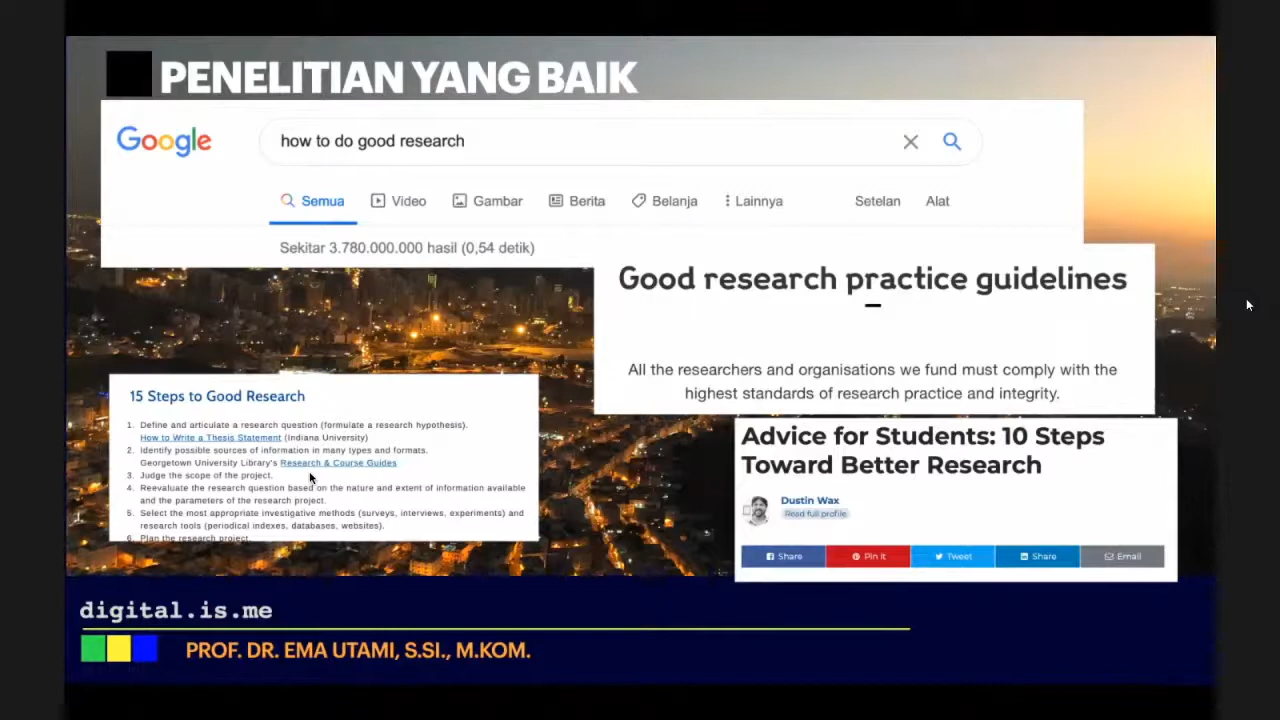 PENELITIAN YANG BAIK
Google
how to do good research
Semua Video Gambar Berita Belanja Lainnya Setelan Alat
Sekitar 3.780.000.000 hasil (0,54 detik)
Good research practice guidelines
All the researchers and organisations we fund must comply with the
highest standards of research practice and integrity.
15 Steps to Good Research
1. Define and articulate a research question (formulate a research hypothesis).
How to Write a Thesis Statement (Indiana University)
2. Identify possible sources of information in many types and formats.
Georgetown University Library's Research & Course Guides
3. Judge the scope of the project.
4. Reevaluate the research question based on the nature and extent of information available
and the parameters of the research project.
5. Select the most appropriate investigative methods (surveys, interviews, experiments) and
research tools (periodical indexes, databases, websites).
6. Plan the research project.
Advice for Students: 10 Steps
Toward Better Research
Dustin Wax
Read full profile
Share Pin it Tweet Share Email
digital.is.me
PROF. DR. EMA UTAMI, S.SI., M.KOM.